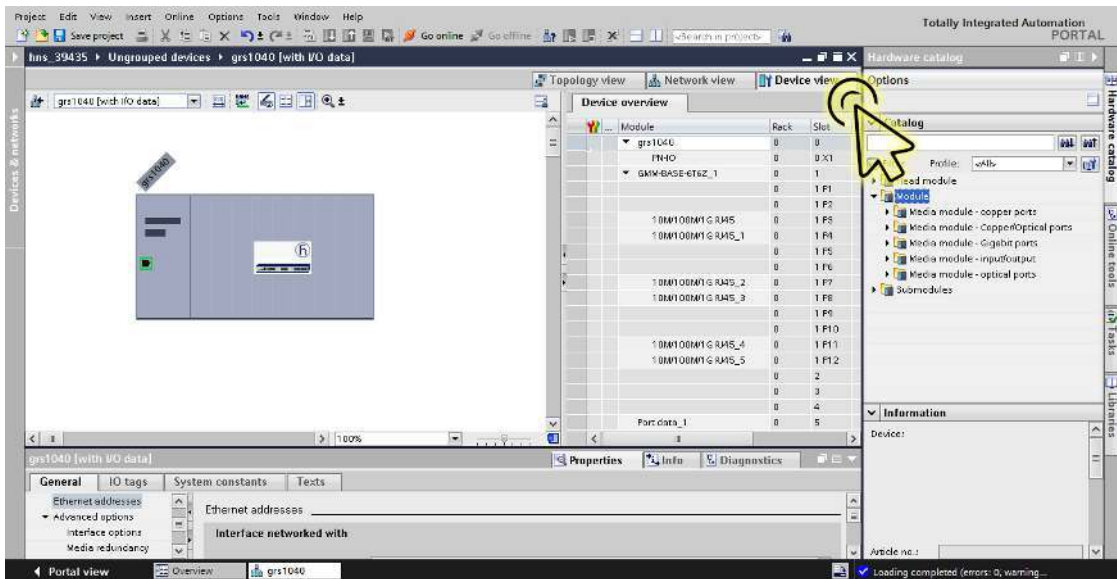 Project Edit View Insert Online Options Tools Window Help
Totally Integrated Automation
PORTAL
Save project Go online Go offline <Search in project>
hns_39435 ▸ Ungrouped devices ▸ grs1040 [with I/O data]
Hardware catalog
Topology view Network view Device view
Options
grs1040 [with I/O data]
Device overview
Module Rack Slot
grs1040 0 0
PN-IO 0 0 X1
GMM-BASE-6T6Z_1 0 1
0 1 P1
0 1 P2
10M/100M/1G RJ45 0 1 P3
10M/100M/1G RJ45_1 0 1 P4
0 1 P5
0 1 P6
10M/100M/1G RJ45_2 0 1 P7
10M/100M/1G RJ45_3 0 1 P8
0 1 P9
0 1 P10
10M/100M/1G RJ45_4 0 1 P11
10M/100M/1G RJ45_5 0 1 P12
0 2
0 3
0 4
Port data_1 0 5
grs1040
Catalog
Profile: <All>
Head module
Module
Media module - copper ports
Media module - Copper/Optical ports
Media module - Gigabit ports
Media module - input/output
Media module - optical ports
Submodules
Information
Device:
Article no.:
Devices & networks
Hardware catalog
Online tools
Tasks
Libraries
100%
grs1040 [with I/O data]
Properties Info Diagnostics
General IO tags System constants Texts
Ethernet addresses
Advanced options
Interface options
Media redundancy
Ethernet addresses
Interface networked with
Portal view Overview grs1040
Loading completed (errors: 0, warning...